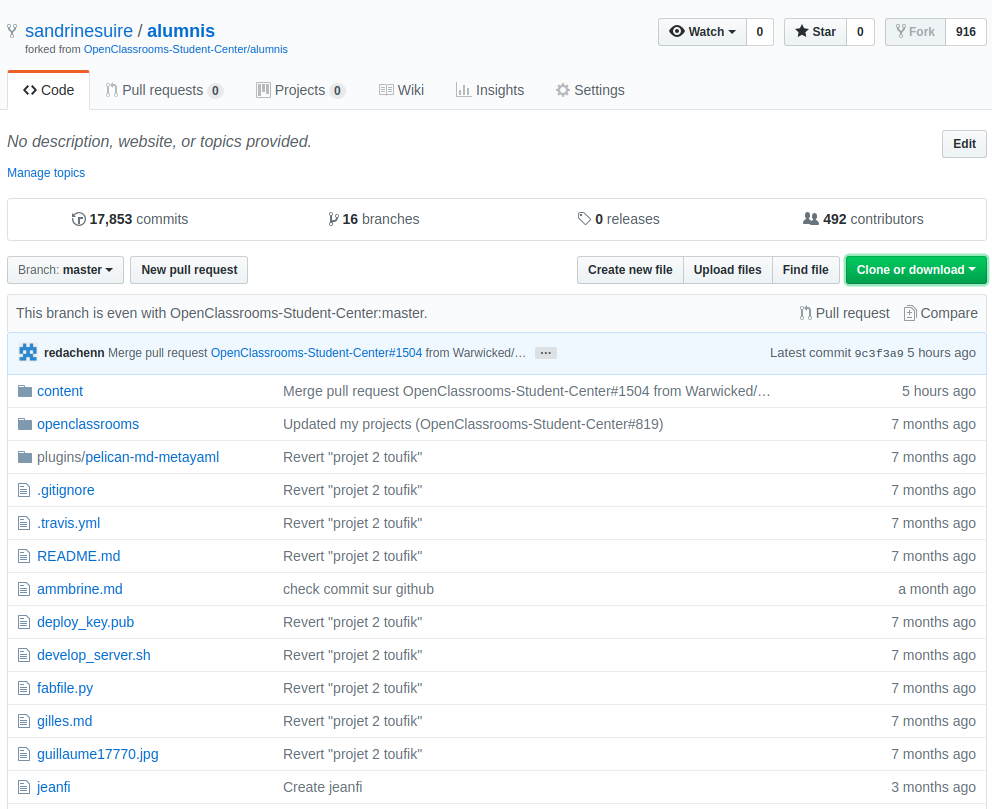 sandrinesuire / alumnis
Watch 0 Star 0 Fork 916
forked from OpenClassrooms-Student-Center/alumnis
Code Pull requests 0 Projects 0 Wiki Insights Settings
No description, website, or topics provided. Edit
Manage topics
17,853 commits 16 branches 0 releases 492 contributors
Branch: master New pull request Create new file Upload files Find file Clone or download
This branch is even with OpenClassrooms-Student-Center:master. Pull request Compare
redachenn Merge pull request OpenClassrooms-Student-Center#1504 from Warwicked/… ... Latest commit 9c3f3a9 5 hours ago
content Merge pull request OpenClassrooms-Student-Center#1504 from Warwicked/… 5 hours ago
openclassrooms Updated my projects (OpenClassrooms-Student-Center#819) 7 months ago
plugins/pelican-md-metayaml Revert "projet 2 toufik" 7 months ago
.gitignore Revert "projet 2 toufik" 7 months ago
.travis.yml Revert "projet 2 toufik" 7 months ago
README.md Revert "projet 2 toufik" 7 months ago
ammbrine.md check commit sur github a month ago
deploy_key.pub Revert "projet 2 toufik" 7 months ago
develop_server.sh Revert "projet 2 toufik" 7 months ago
fabfile.py Revert "projet 2 toufik" 7 months ago
gilles.md Revert "projet 2 toufik" 7 months ago
guillaume17770.jpg Revert "projet 2 toufik" 7 months ago
jeanfi Create jeanfi 3 months ago